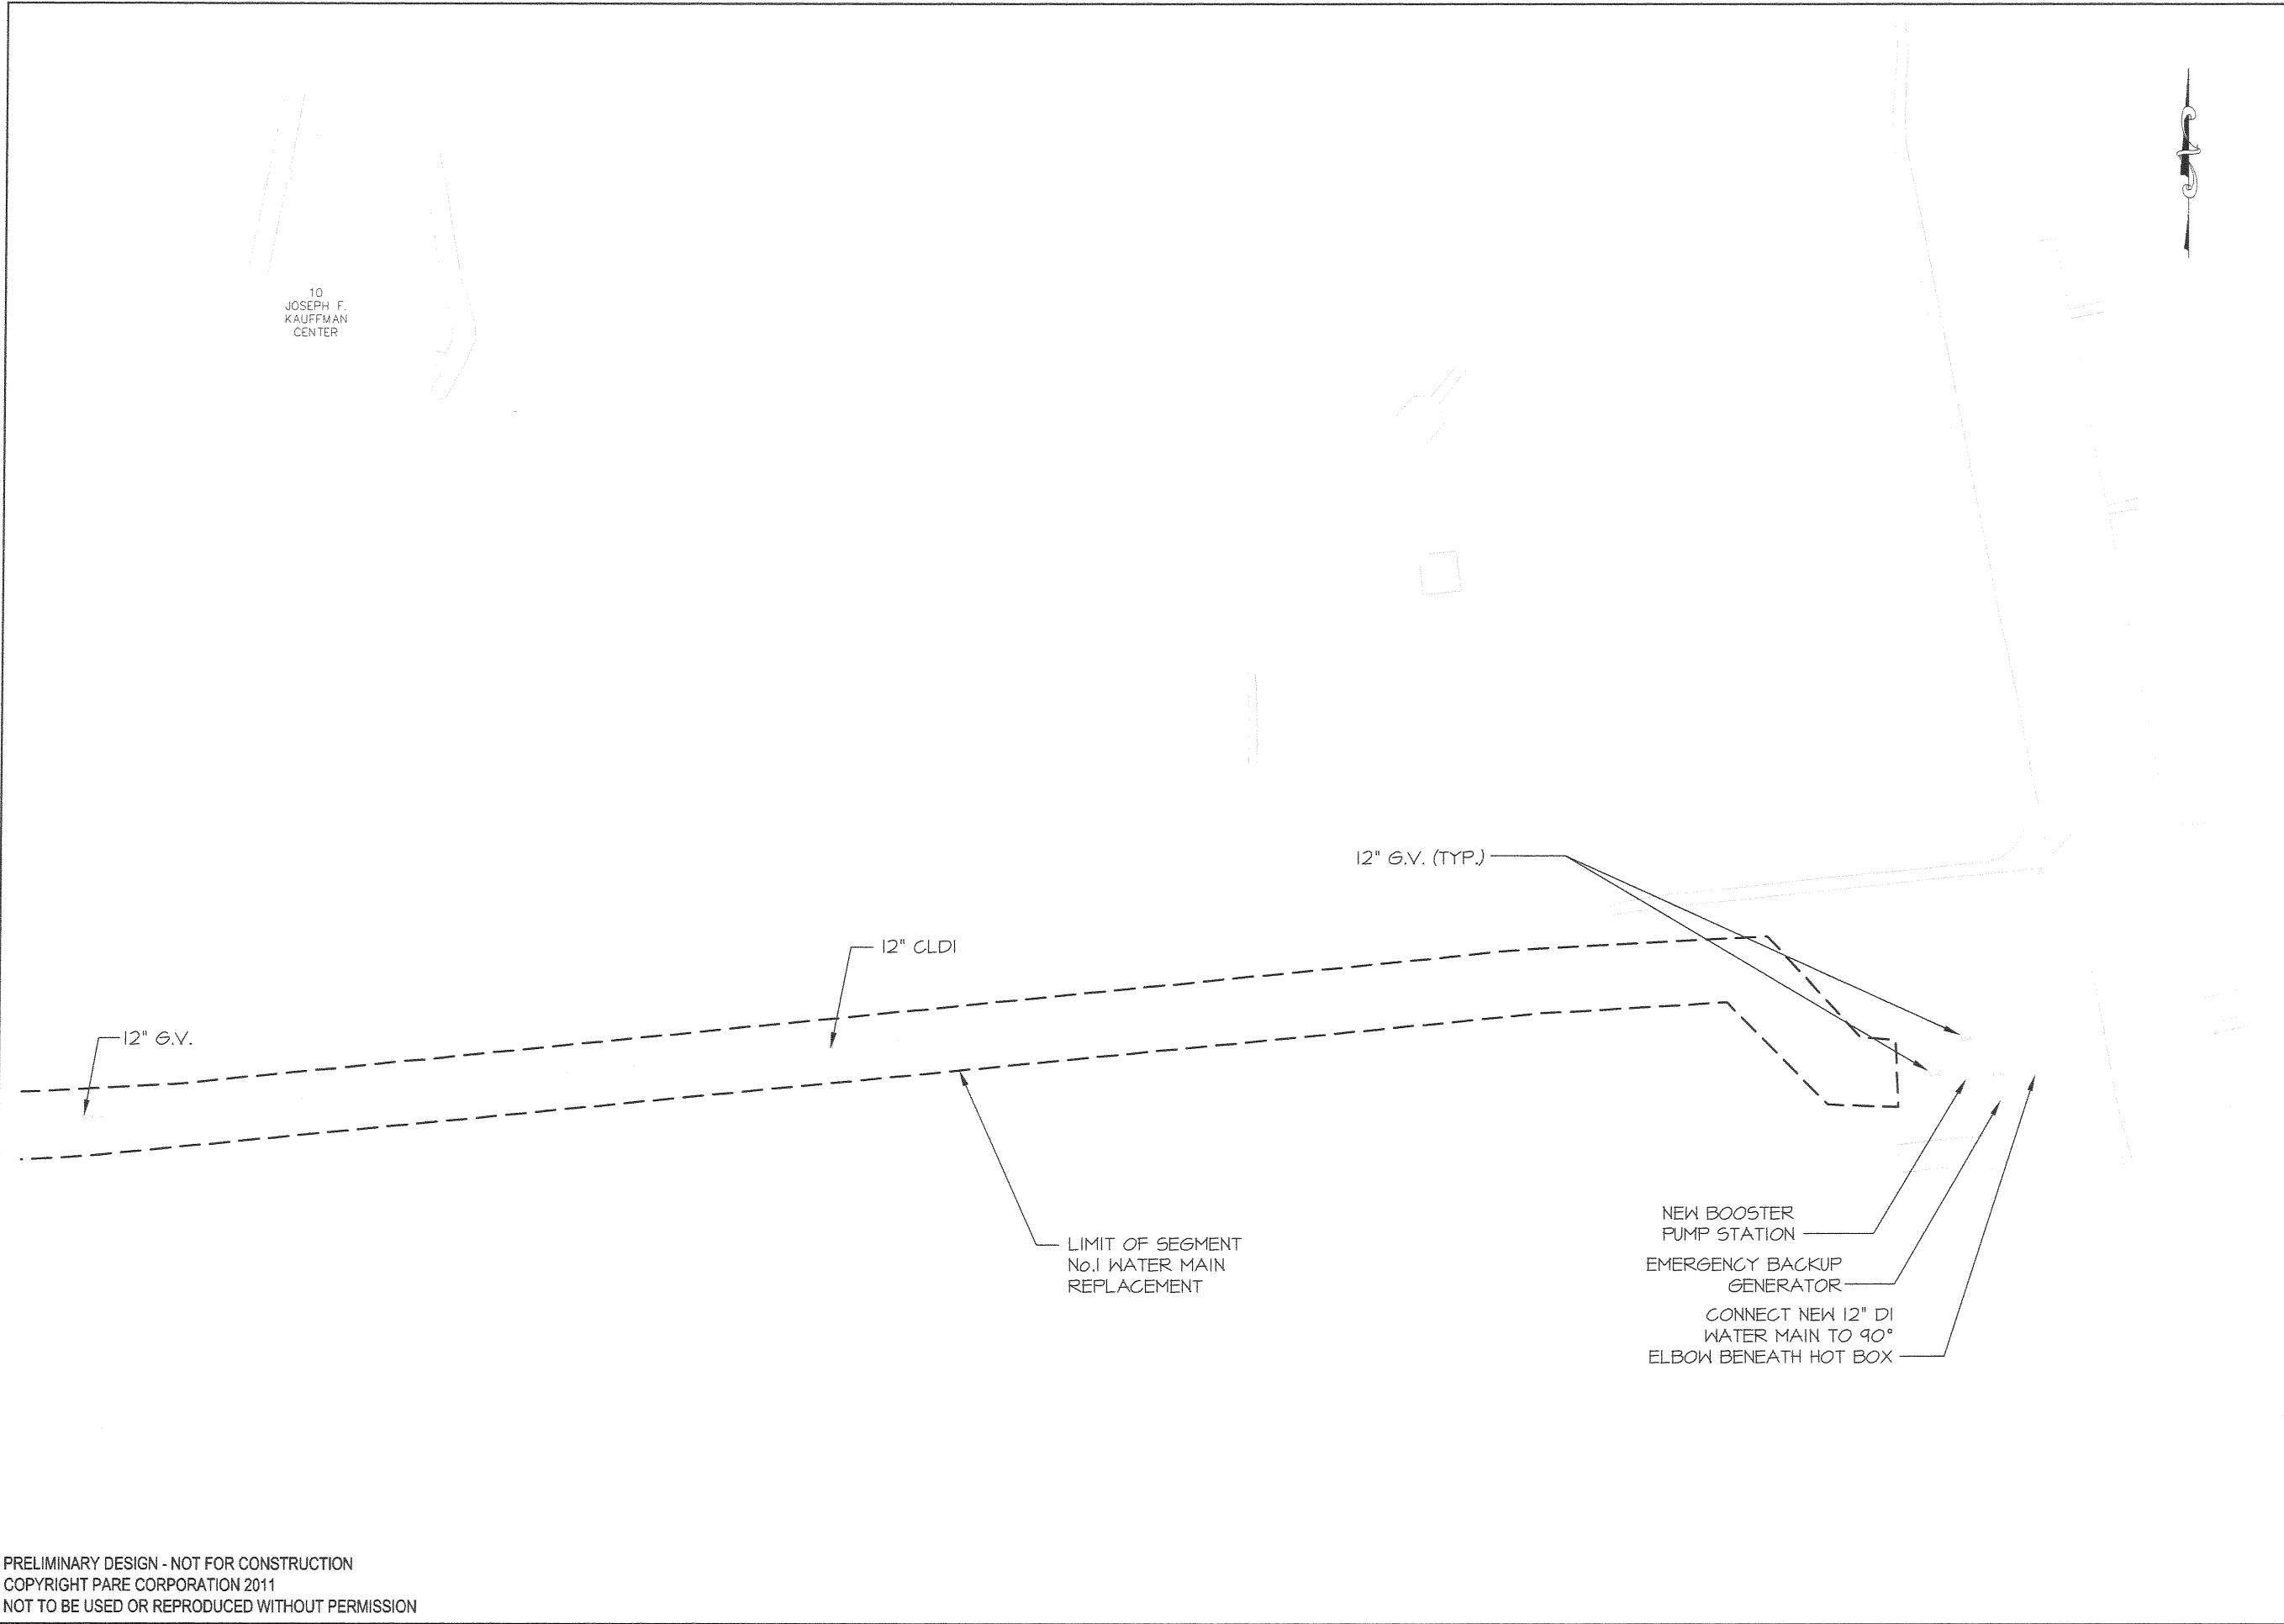 10
JOSEPH F.
KAUFFMAN
CENTER
12" G.V. (TYP.)
12" CLDI
12" G.V.
LIMIT OF SEGMENT
No.1 WATER MAIN
REPLACEMENT
NEW BOOSTER
PUMP STATION
EMERGENCY BACKUP
GENERATOR
CONNECT NEW 12" DI
WATER MAIN TO 90°
ELBOW BENEATH HOT BOX
PRELIMINARY DESIGN - NOT FOR CONSTRUCTION
COPYRIGHT PARE CORPORATION 2011
NOT TO BE USED OR REPRODUCED WITHOUT PERMISSION